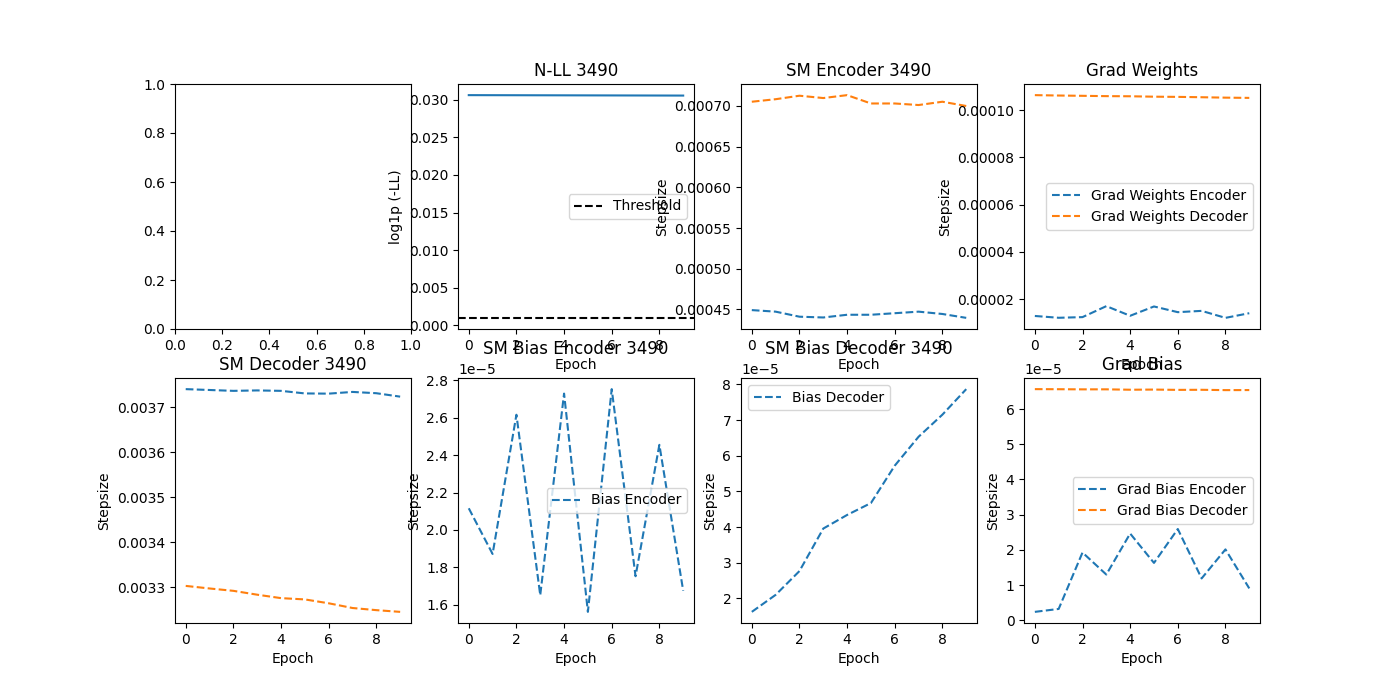 1.0
0.8
0.6
0.4
0.2
0.0
0.0 0.2 0.4 0.6 0.8 1.0
N-LL 3490
log1p (-LL)
0.030
0.025
0.020
0.015
0.010
0.005
0.000
Threshold
0 2 4 6 8
Epoch
SM Encoder 3490
Stepsize
0.00070
0.00065
0.00060
0.00055
0.00050
0.00045
0 2 4 6 8
Epoch
Grad Weights
Stepsize
0.00010
0.00008
0.00006
0.00004
0.00002
Grad Weights Encoder
Grad Weights Decoder
0 2 4 6 8
Epoch
SM Decoder 3490
Stepsize
0.0037
0.0036
0.0035
0.0034
0.0033
0 2 4 6 8
Epoch
SM Bias Encoder 3490
1e−5
Stepsize
2.8
2.6
2.4
2.2
2.0
1.8
1.6
Bias Encoder
0 2 4 6 8
Epoch
SM Bias Decoder 3490
1e−5
Stepsize
8
7
6
5
4
3
2
Bias Decoder
0 2 4 6 8
Epoch
Grad Bias
1e−5
Stepsize
6
5
4
3
2
1
0
Grad Bias Encoder
Grad Bias Decoder
0 2 4 6 8
Epoch